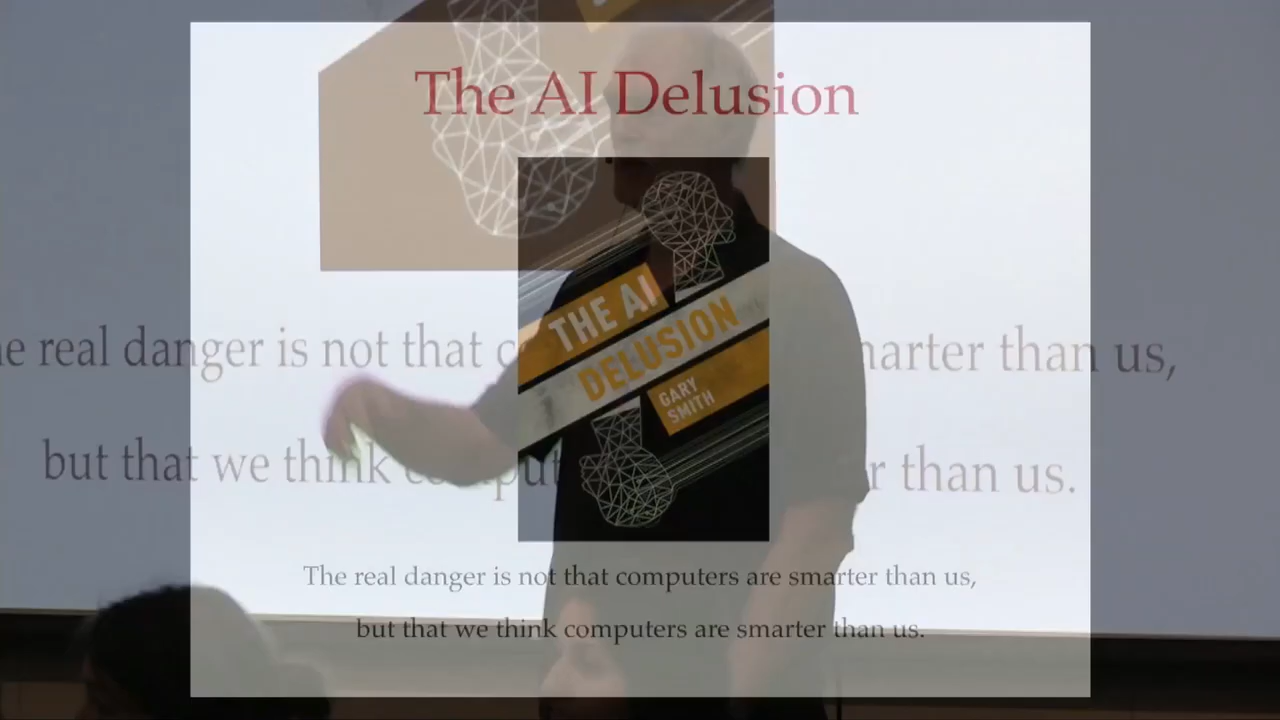 The AI Delusion
THE AI
DELUSION
GARY
SMITH
real danger is not that
smarter than us,
but that we think
than us.
The real danger is not that computers are smarter than us,
but that we think computers are smarter than us.